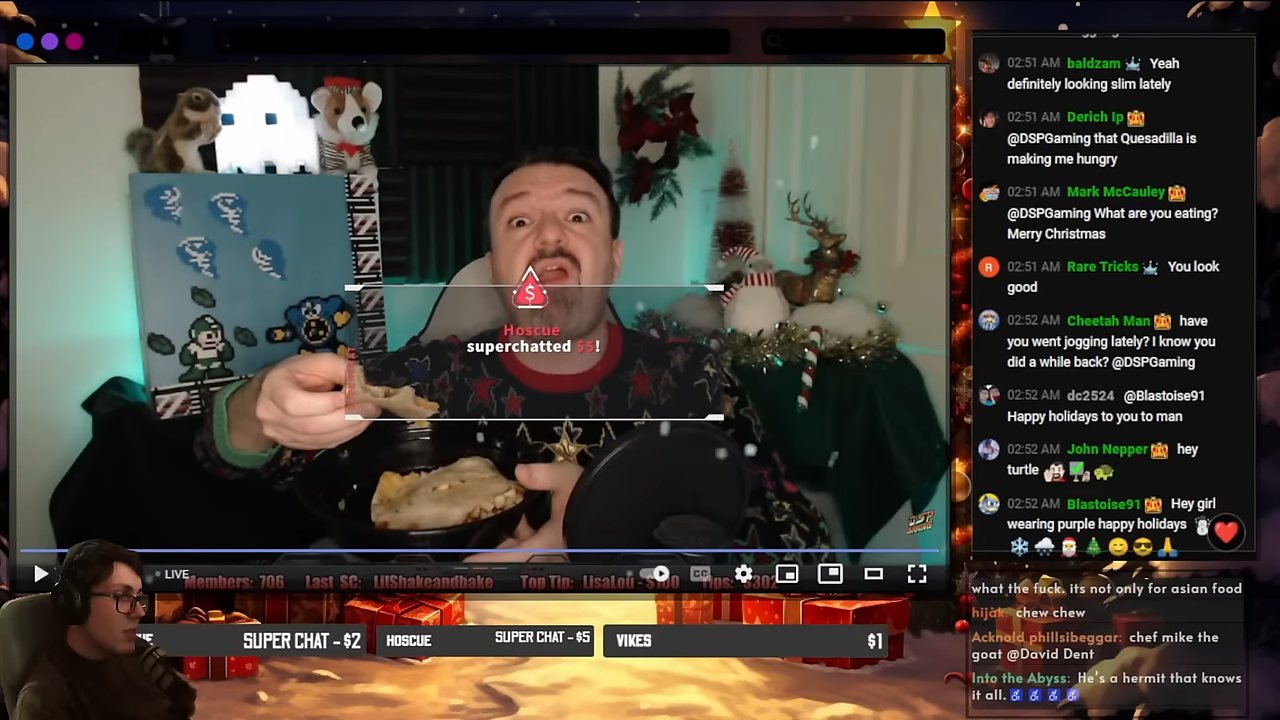 Hoscue
superchatted $5!
LIVE
Members: 706 Last SC: LilShakeandbake Top Tip: LisaLou - $100 Tips: $302
SUPER CHAT - $2
HOSCUE SUPER CHAT - $5
VIKES $1
02:51 AM baldzam Yeah
definitely looking slim lately
02:51 AM Derich Ip
@DSPGaming that Quesadilla is
making me hungry
02:51 AM Mark McCauley
@DSPGaming What are you eating?
Merry Christmas
R 02:51 AM Rare Tricks You look
good
02:52 AM Cheetah Man have
you went jogging lately? I know you
did a while back? @DSPGaming
02:52 AM dc2524 @Blastoise91
Happy holidays to you to man
02:52 AM John Nepper hey
turtle
02:52 AM Blastoise91 Hey girl
wearing purple happy holidays
what the fuck. its not only for asian food
hijak: chew chew
Acknold_phillsibeggar: chef mike the
goat @David Dent
Into the Abyss: He's a hermit that knows
it all.